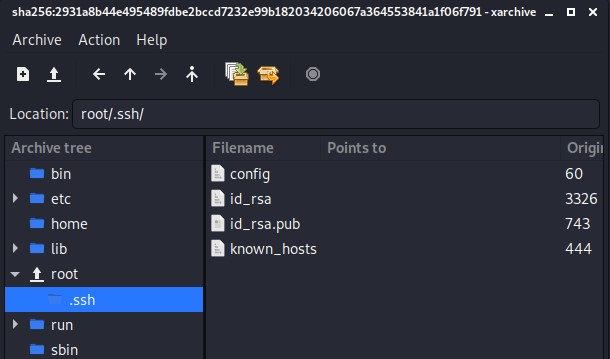 sha256:2931a8b44e495489fdbe2bccd7232e99b182034206067a364553841a1f06f791 - xarchive
Archive Action Help
Location: root/.ssh/
Archive tree Filename Points to Origin
bin config 60
etc id_rsa 3326
home id_rsa.pub 743
lib known_hosts 444
root
.ssh
run
sbin